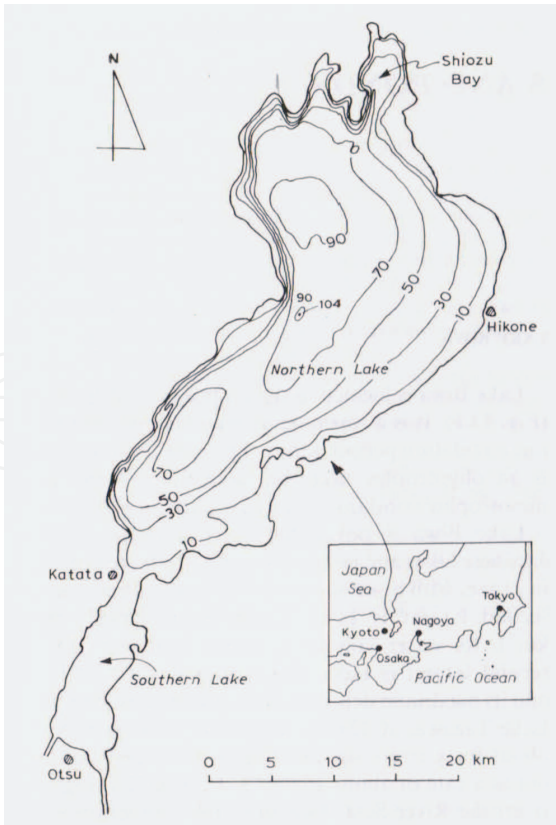 N
Shiozu
Bay
90
70
50
30
10
90
104
Hikone
Northern Lake
70
50
30
10
Katata
Southern Lake
Otsu
Japan
Sea
Tokyo
Kyoto
Nagoya
Osaka
Pacific Ocean
0 5 10 15 20 km